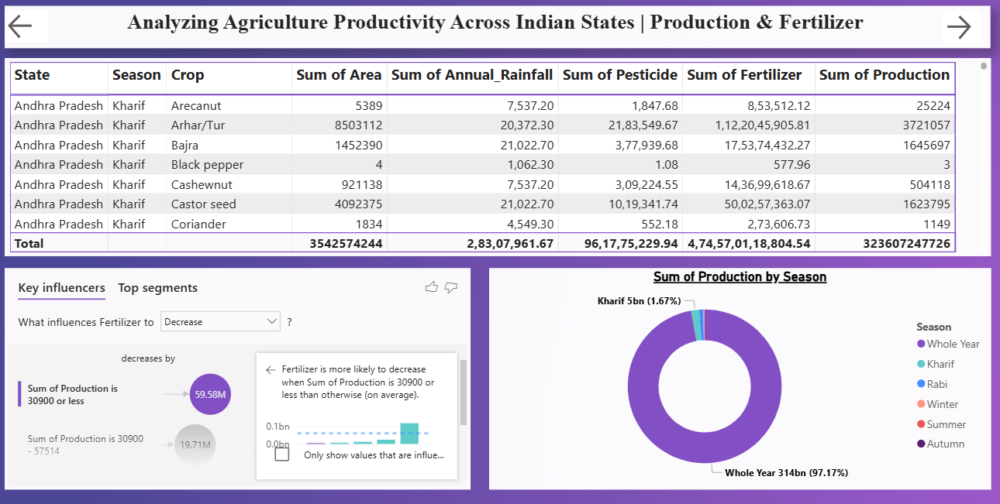 Analyzing Agriculture Productivity Across Indian States | Production & Fertilizer
State Season Crop Sum of Area Sum of Annual_Rainfall Sum of Pesticide Sum of Fertilizer Sum of Production
Andhra Pradesh Kharif Arecanut 5389 7,537.20 1,847.68 8,53,512.12 25224
Andhra Pradesh Kharif Arhar/Tur 8503112 20,372.30 21,83,549.67 1,12,20,45,905.81 3721057
Andhra Pradesh Kharif Bajra 1452390 21,022.70 3,77,939.68 17,53,74,432.27 1645697
Andhra Pradesh Kharif Black pepper 4 1,062.30 1.08 577.96 3
Andhra Pradesh Kharif Cashewnut 921138 7,537.20 3,09,224.55 14,36,99,618.67 504118
Andhra Pradesh Kharif Castor seed 4092375 21,022.70 10,19,341.74 50,02,57,363.07 1623795
Andhra Pradesh Kharif Coriander 1834 4,549.30 552.18 2,73,606.73 1149
Total 3542574244 2,83,07,961.67 96,17,75,229.94 4,74,57,01,18,804.54 323607247726
Key influencers Top segments
What influences Fertilizer to Decrease ?
decreases by
Sum of Production is
30900 or less
59.58M
Sum of Production is 30900
- 57514
19.71M
Fertilizer is more likely to decrease
when Sum of Production is 30900 or
less than otherwise (on average).
0.1bn
0.0bn
Only show values that are influe...
Sum of Production by Season
Kharif 5bn (1.67%)
Whole Year 314bn (97.17%)
Season
Whole Year
Kharif
Rabi
Winter
Summer
Autumn